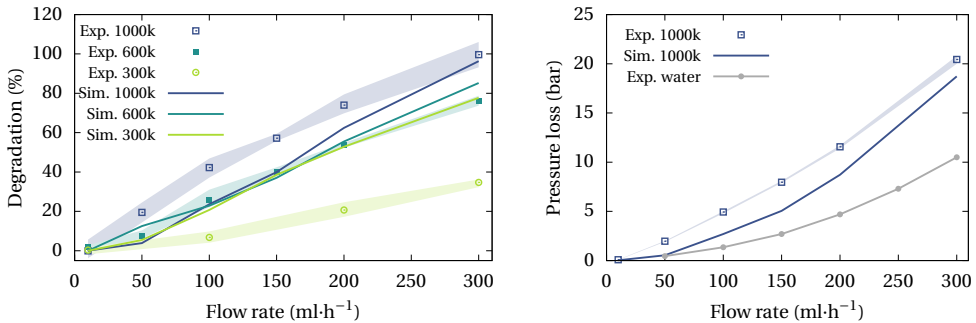 120
100
80
60
40
20
0
Degradation (%)
Exp. 1000k
Exp. 600k
Exp. 300k
Sim. 1000k
Sim. 600k
Sim. 300k
0 50 100 150 200 250 300
Flow rate (ml·h⁻¹)
25
20
15
10
5
0
Pressure loss (bar)
Exp. 1000k
Sim. 1000k
Exp. water
0 50 100 150 200 250 300
Flow rate (ml·h⁻¹)